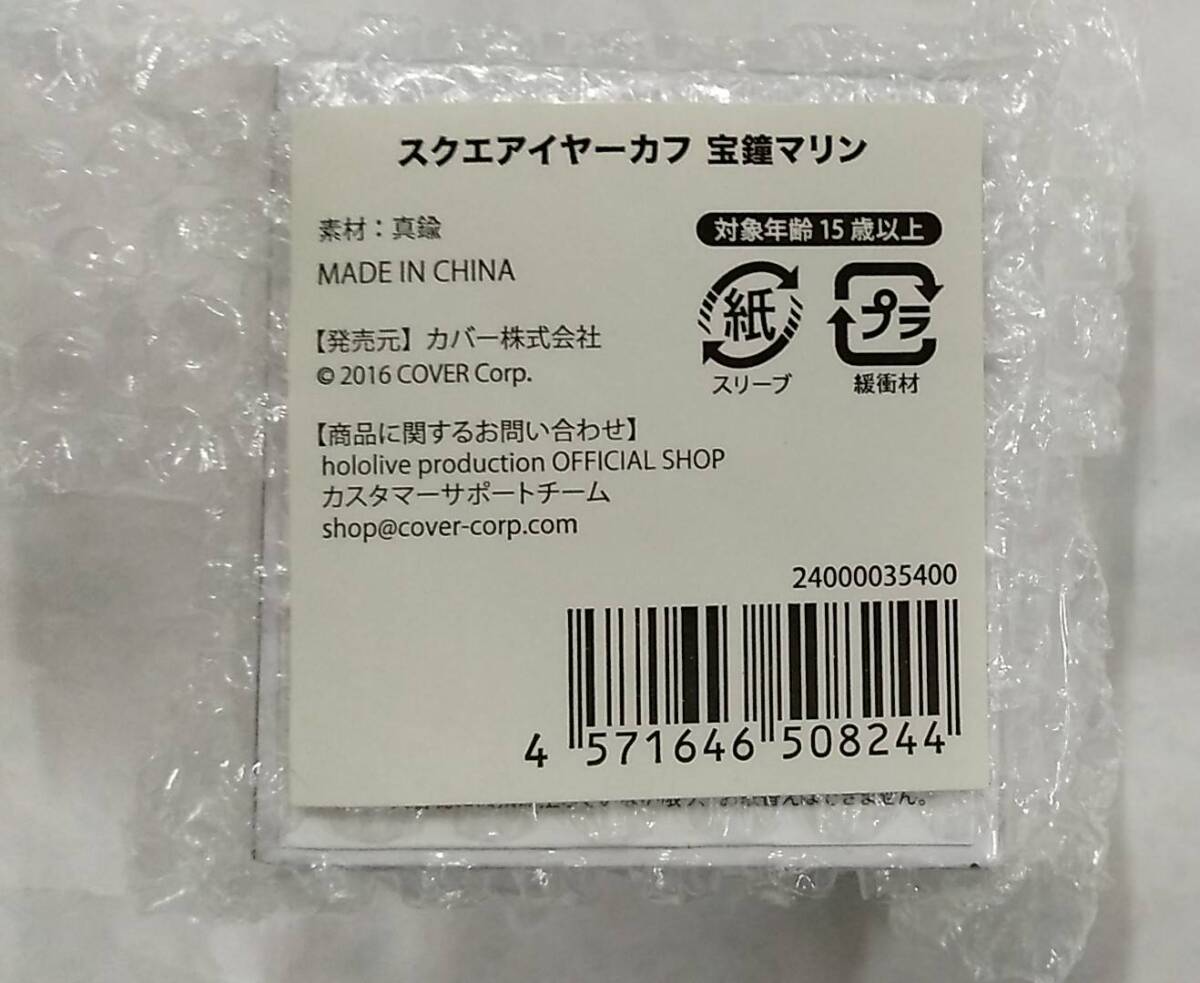 スクエアイヤーカフ 宝鐘マリン
素材：真鍮
MADE IN CHINA
対象年齢15歳以上
紙
スリーブ
プラ
緩衝材
【発売元】カバー株式会社
© 2016 COVER Corp.
【商品に関するお問い合わせ】
hololive production OFFICIAL SHOP
カスタマーサポートチーム
shop@cover-corp.com
24000035400
4 571646 508244